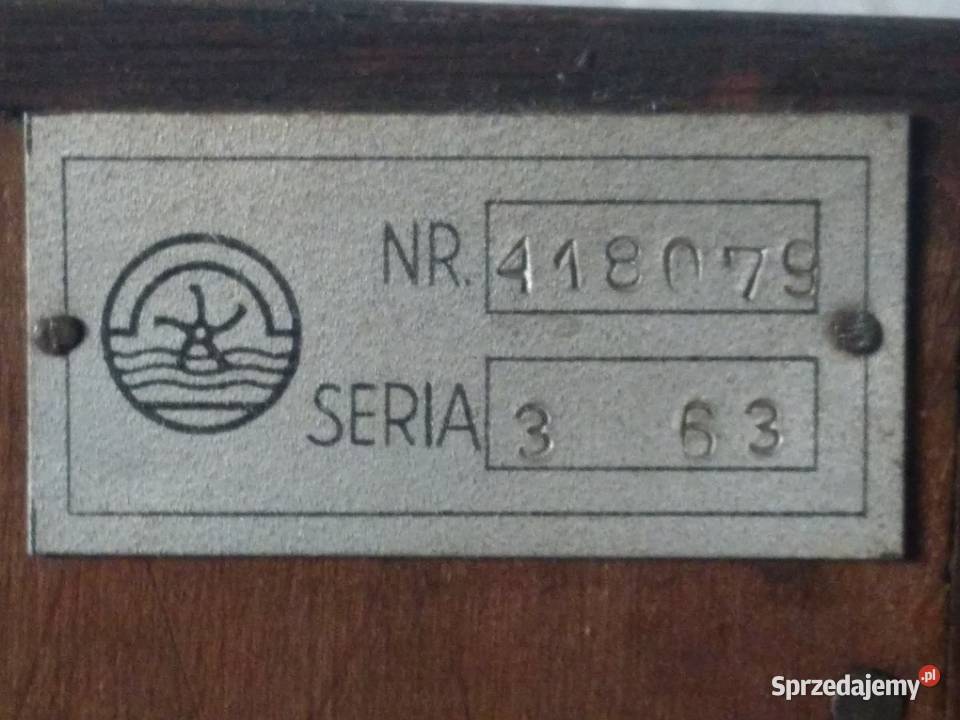 NR. 418079
SERIA 3 63
Sprzedajemy.pl